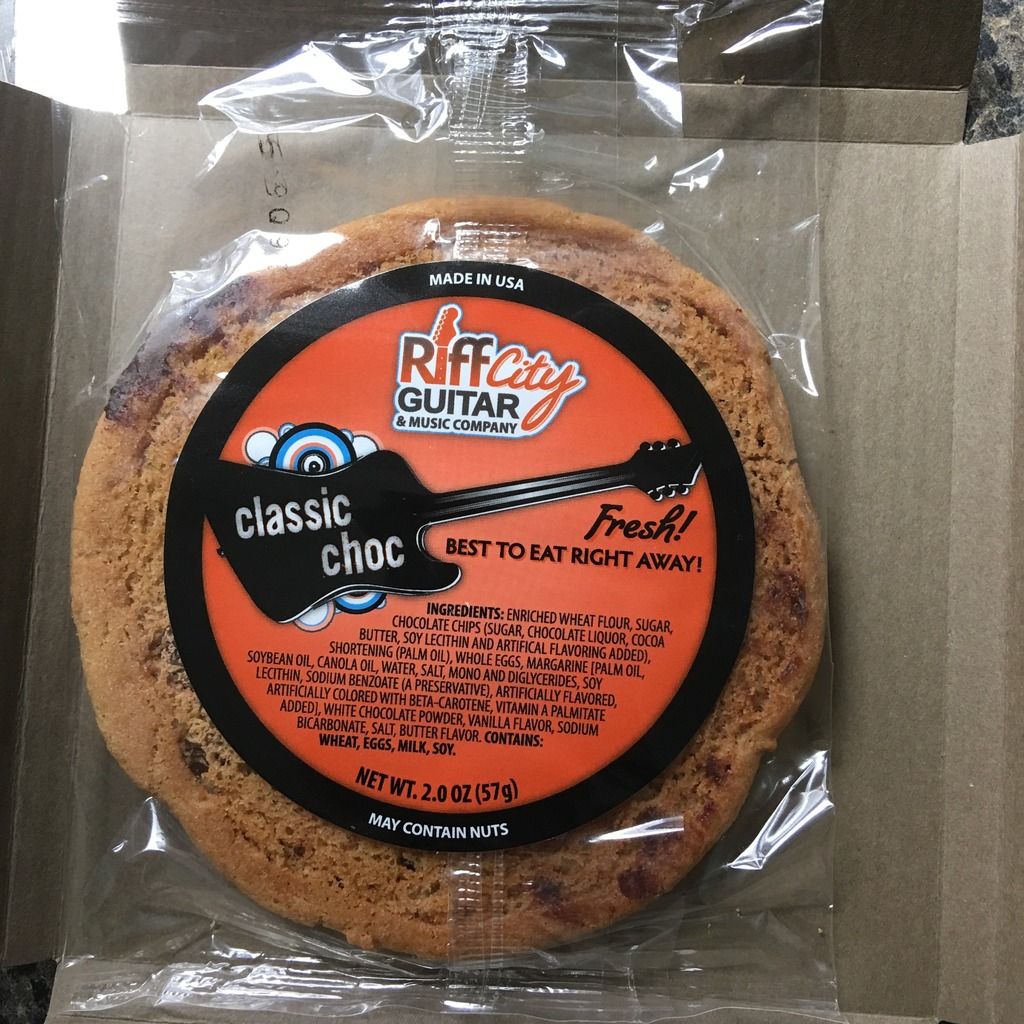 MADE IN USA
Riff City
GUITAR
& MUSIC COMPANY
classic
choc
Fresh!
BEST TO EAT RIGHT AWAY!
INGREDIENTS: ENRICHED WHEAT FLOUR, SUGAR,
CHOCOLATE CHIPS (SUGAR, CHOCOLATE LIQUOR, COCOA
BUTTER, SOY LECITHIN AND ARTIFICAL FLAVORING ADDED),
SHORTENING (PALM OIL), WHOLE EGGS, MARGARINE [PALM OIL,
SOYBEAN OIL, CANOLA OIL, WATER, SALT, MONO AND DIGLYCERIDES, SOY
LECITHIN, SODIUM BENZOATE (A PRESERVATIVE), ARTIFICIALLY FLAVORED,
ARTIFICIALLY COLORED WITH BETA-CAROTENE, VITAMIN A PALMITATE
ADDED], WHITE CHOCOLATE POWDER, VANILLA FLAVOR, SODIUM
BICARBONATE, SALT, BUTTER FLAVOR. CONTAINS:
WHEAT, EGGS, MILK, SOY.
NET WT. 2.0 OZ (57g)
MAY CONTAIN NUTS